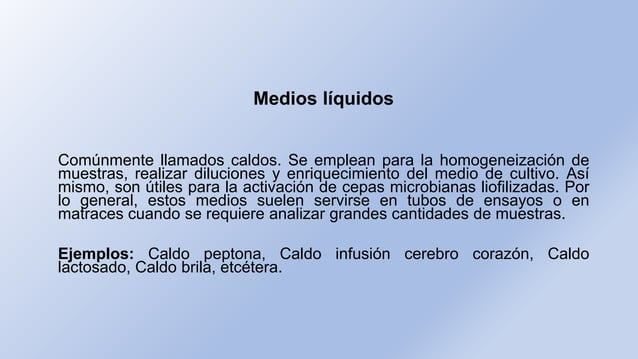 Medios líquidos
Comúnmente llamados caldos. Se emplean para la homogeneización de
muestras, realizar diluciones y enriquecimiento del medio de cultivo. Así
mismo, son útiles para la activación de cepas microbianas liofilizadas. Por
lo general, estos medios suelen servirse en tubos de ensayos o en
matraces cuando se requiere analizar grandes cantidades de muestras.
Ejemplos: Caldo peptona, Caldo infusión cerebro corazón, Caldo
lactosado, Caldo brila, etcétera.